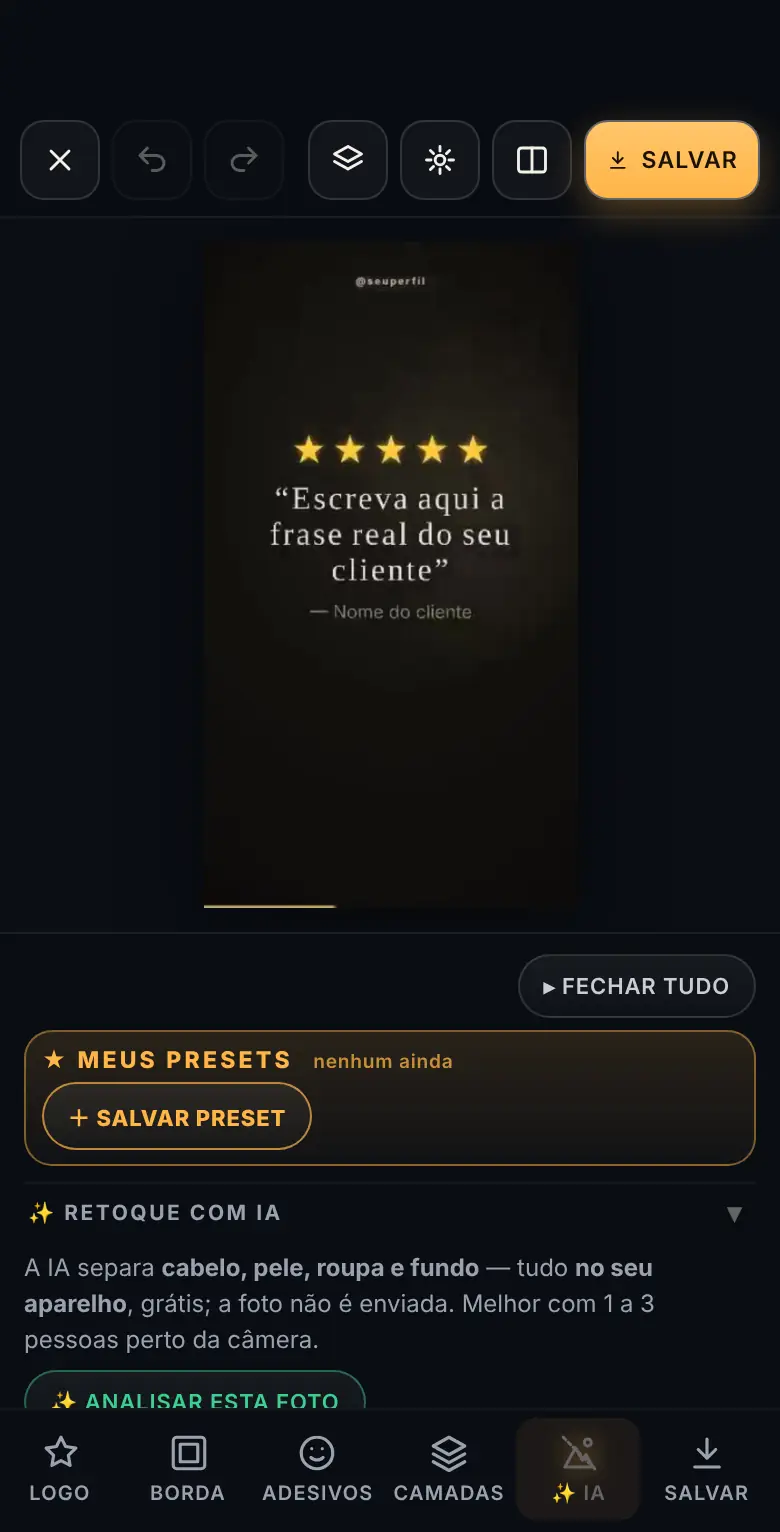 SALVAR
@seuperfil
★★★★★
“Escreva aqui a
frase real do seu
cliente”
— Nome do cliente
▸ FECHAR TUDO
★ MEUS PRESETS nenhum ainda
+ SALVAR PRESET
✨ RETOQUE COM IA ▼
A IA separa cabelo, pele, roupa e fundo — tudo no seu
aparelho, grátis; a foto não é enviada. Melhor com 1 a 3
pessoas perto da câmera.
✨ ANALISAR ESTA FOTO
LOGO BORDA ADESIVOS CAMADAS ✨ IA SALVAR